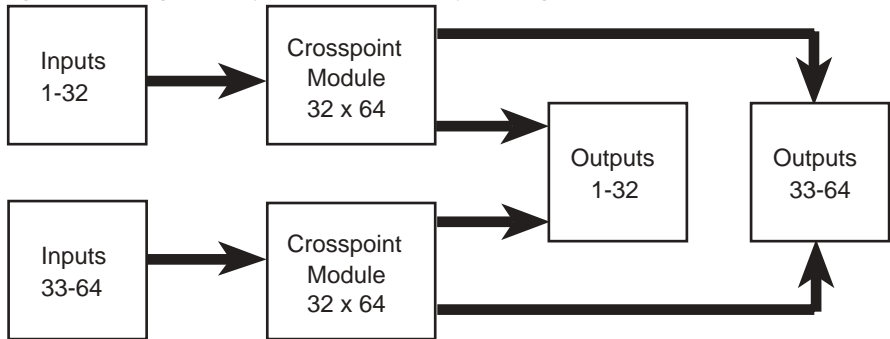 Inputs
1-32
Crosspoint
Module
32 x 64
Outputs
1-32
Outputs
33-64
Inputs
33-64
Crosspoint
Module
32 x 64